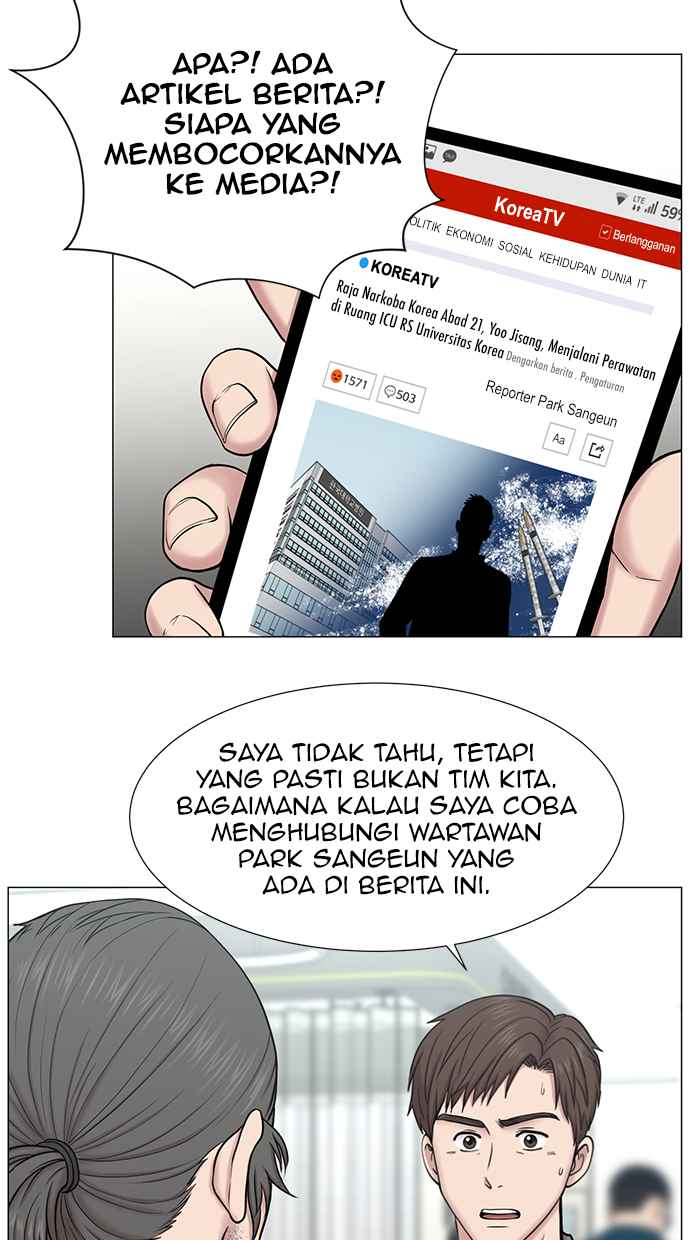 APA?! ADA
ARTIKEL BERITA?!
SIAPA YANG
MEMBOCORKANNYA
KE MEDIA?!
LTE
59%
KoreaTV
Berlangganan
POLITIK EKONOMI SOSIAL KEHIDUPAN DUNIA IT
KOREATV
Raja Narkoba Korea Abad 21, Yoo Jisang, Menjalani Perawatan
di Ruang ICU RS Universitas Korea Dengarkan berita . Pengaturan
1571
503
Reporter Park Sangeun
Aa
SAYA TIDAK TAHU, TETAPI
YANG PASTI BUKAN TIM KITA.
BAGAIMANA KALAU SAYA COBA
MENGHUBUNGI WARTAWAN
PARK SANGEUN YANG
ADA DI BERITA INI.